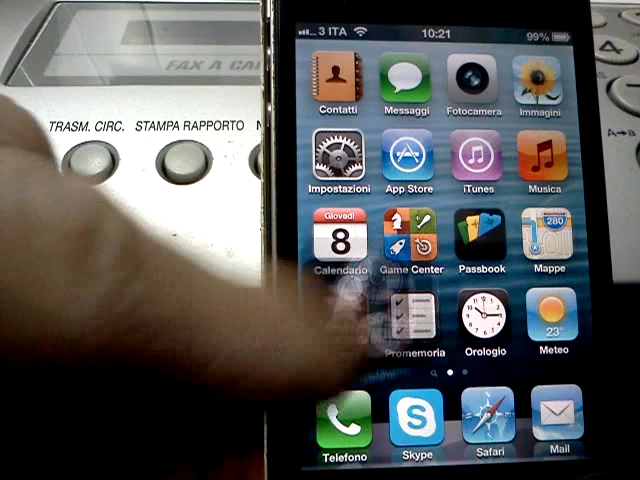 3 ITA 10:21 99%
FAX A CA
TRASM. CIRC. STAMPA RAPPORTO
Contatti Messaggi Fotocamera Immagini
Impostazioni App Store iTunes Musica
Giovedì
8
280
Calendario Game Center Passbook Mappe
23°
Promemoria Orologio Meteo
Telefono Skype Safari Mail
4
A→B